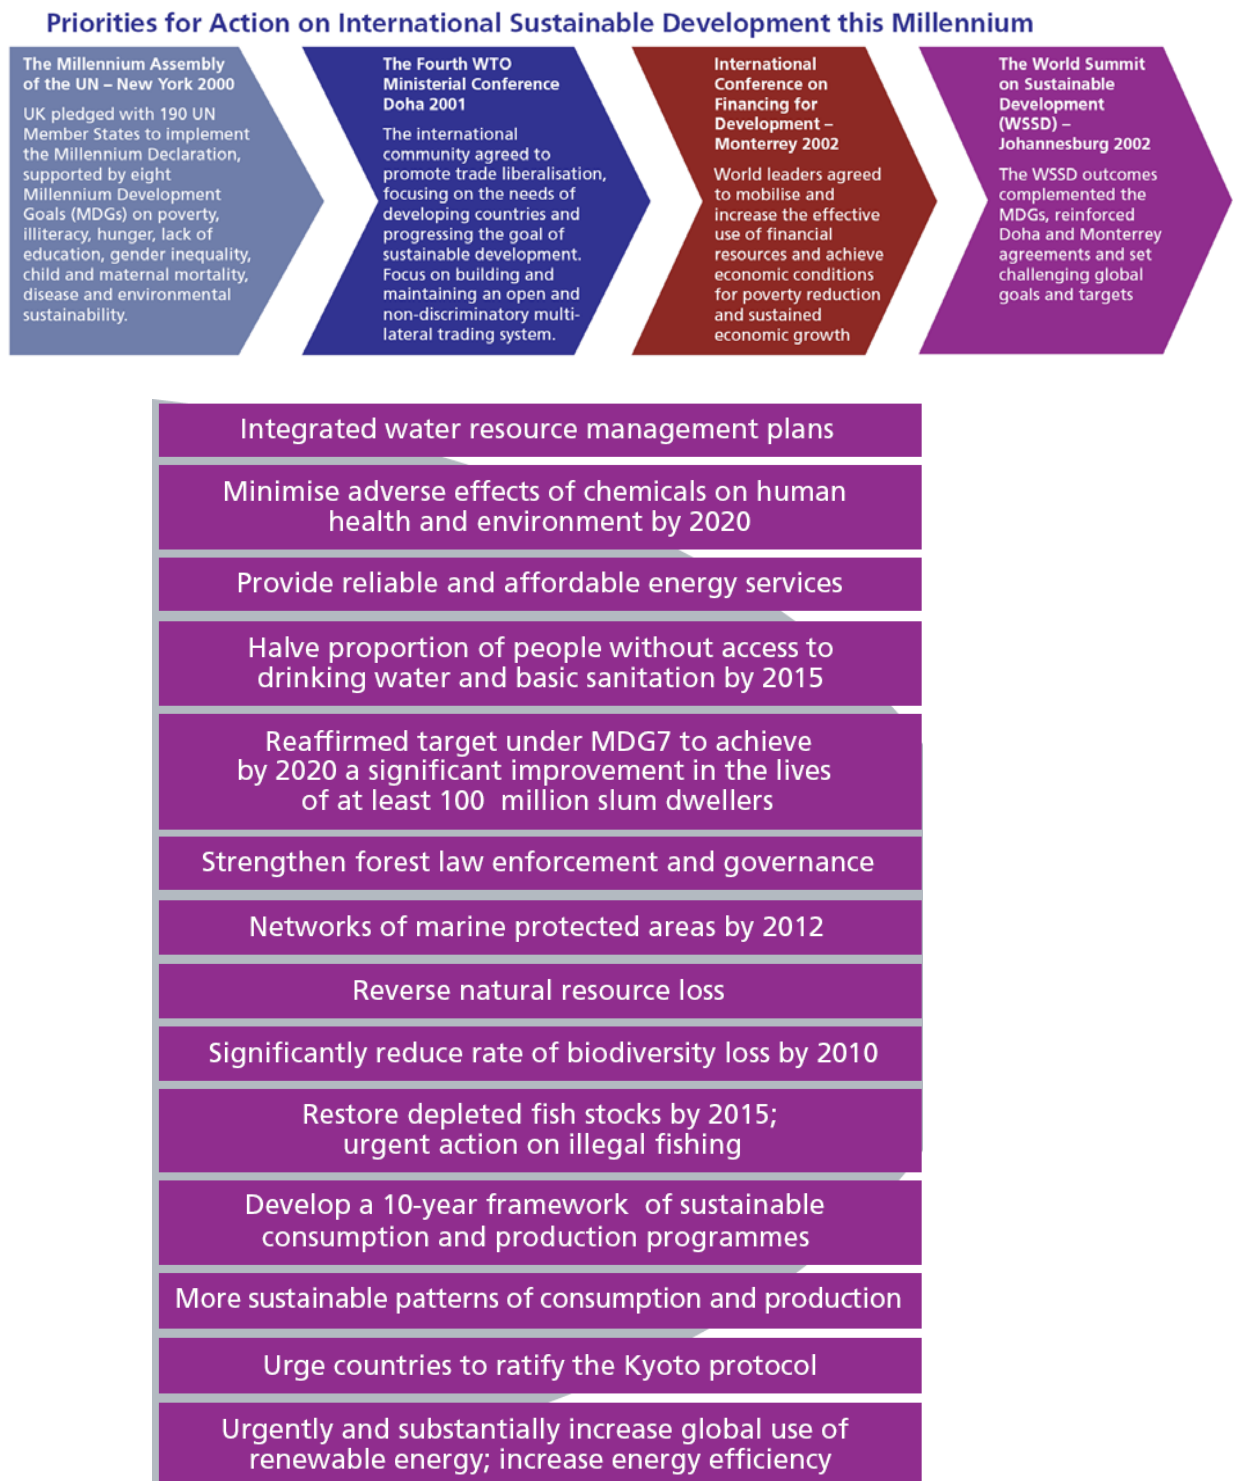 Priorities for Action on International Sustainable Development this Millennium
The Millennium Assembly
of the UN – New York 2000
UK pledged with 190 UN
Member States to implement
the Millennium Declaration,
supported by eight
Millennium Development
Goals (MDGs) on poverty,
illiteracy, hunger, lack of
education, gender inequality,
child and maternal mortality,
disease and environmental
sustainability.
The Fourth WTO
Ministerial Conference
Doha 2001
The international
community agreed to
promote trade liberalisation,
focusing on the needs of
developing countries and
progressing the goal of
sustainable development.
Focus on building and
maintaining an open and
non-discriminatory multi-
lateral trading system.
International
Conference on
Financing for
Development –
Monterrey 2002
World leaders agreed
to mobilise and
increase the effective
use of financial
resources and achieve
economic conditions
for poverty reduction
and sustained
economic growth
The World Summit
on Sustainable
Development
(WSSD) –
Johannesburg 2002
The WSSD outcomes
complemented the
MDGs, reinforced
Doha and Monterrey
agreements and set
challenging global
goals and targets
Integrated water resource management plans
Minimise adverse effects of chemicals on human
health and environment by 2020
Provide reliable and affordable energy services
Halve proportion of people without access to
drinking water and basic sanitation by 2015
Reaffirmed target under MDG7 to achieve
by 2020 a significant improvement in the lives
of at least 100 million slum dwellers
Strengthen forest law enforcement and governance
Networks of marine protected areas by 2012
Reverse natural resource loss
Significantly reduce rate of biodiversity loss by 2010
Restore depleted fish stocks by 2015;
urgent action on illegal fishing
Develop a 10-year framework of sustainable
consumption and production programmes
More sustainable patterns of consumption and production
Urge countries to ratify the Kyoto protocol
Urgently and substantially increase global use of
renewable energy; increase energy efficiency